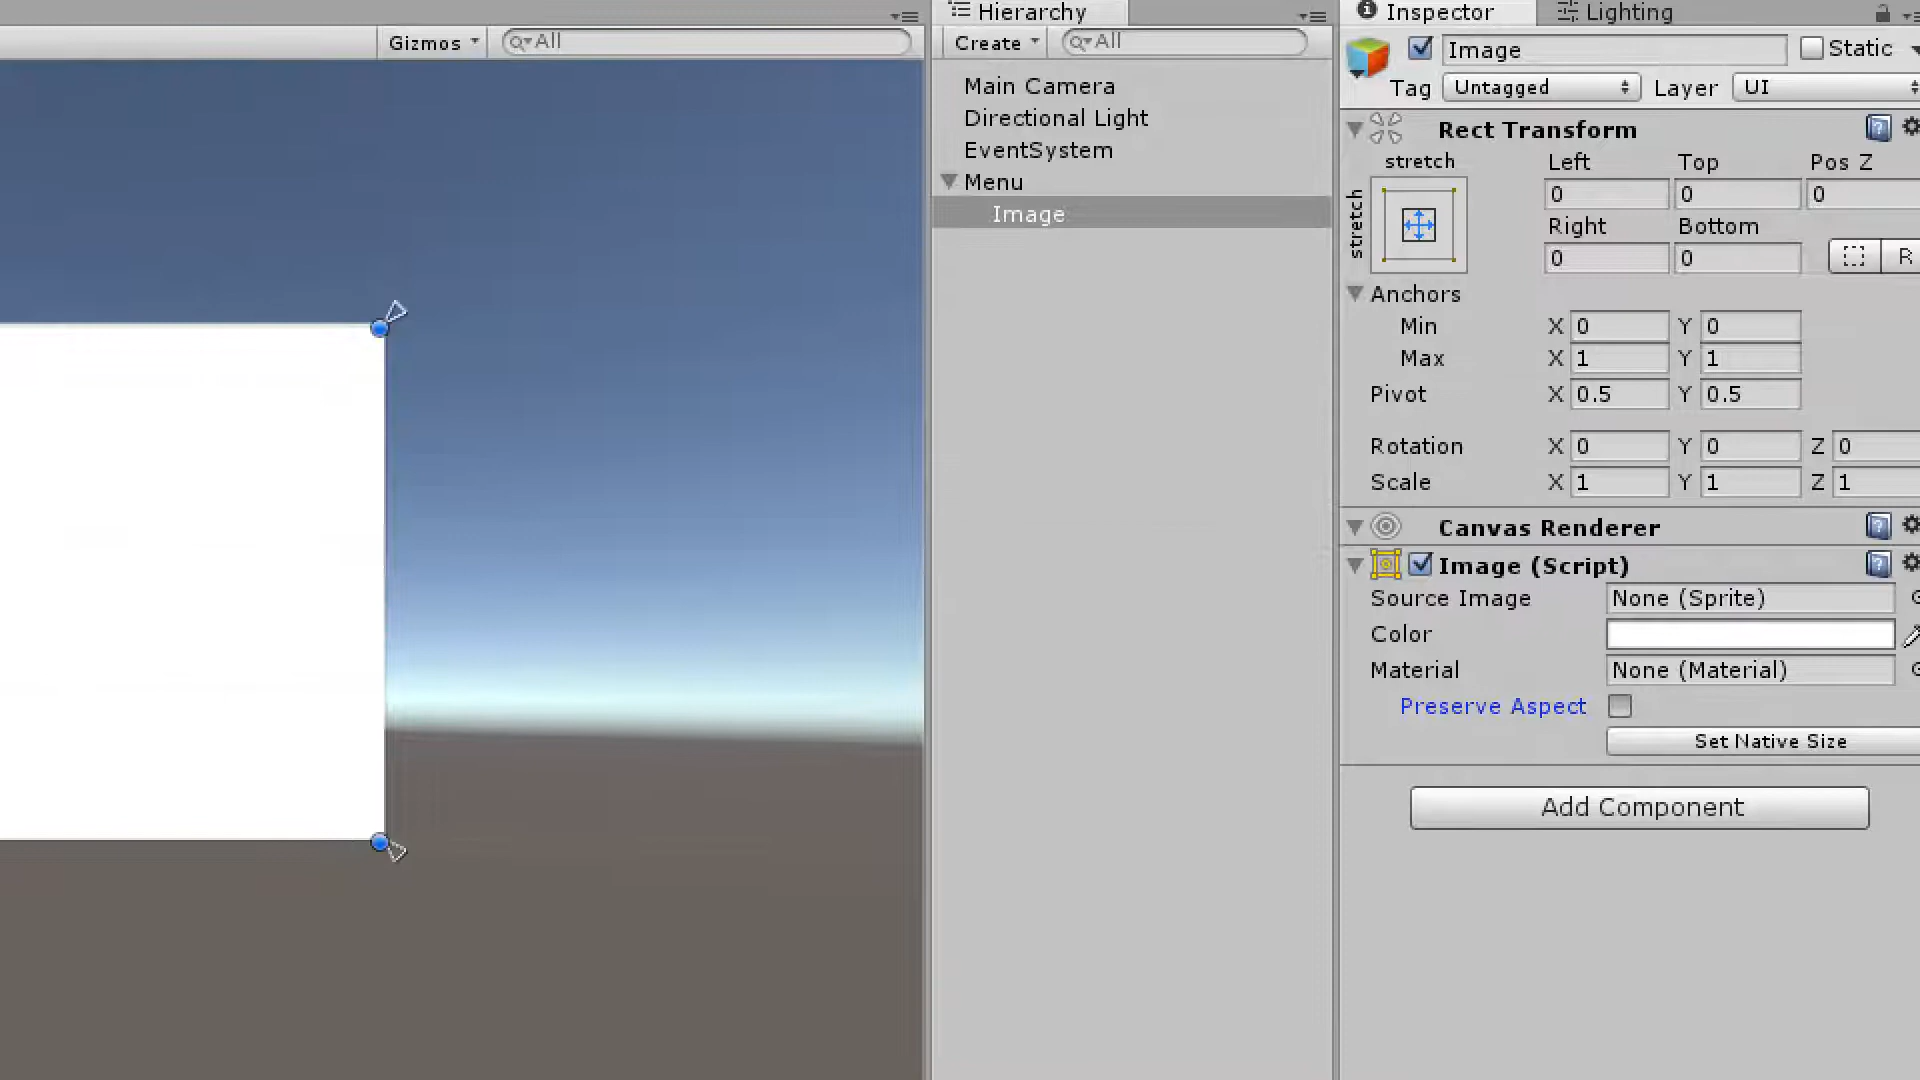 Gizmos All
Hierarchy
Create All
Main Camera
Directional Light
EventSystem
Menu
Image
Inspector Lighting
Image Static
Tag Untagged Layer UI
Rect Transform
stretch Left Top Pos Z
stretch 0 0 0
Right Bottom
0 0 R
Anchors
Min X 0 Y 0
Max X 1 Y 1
Pivot X 0.5 Y 0.5
Rotation X 0 Y 0 Z 0
Scale X 1 Y 1 Z 1
Canvas Renderer
Image (Script)
Source Image None (Sprite)
Color
Material None (Material)
Preserve Aspect
Set Native Size
Add Component